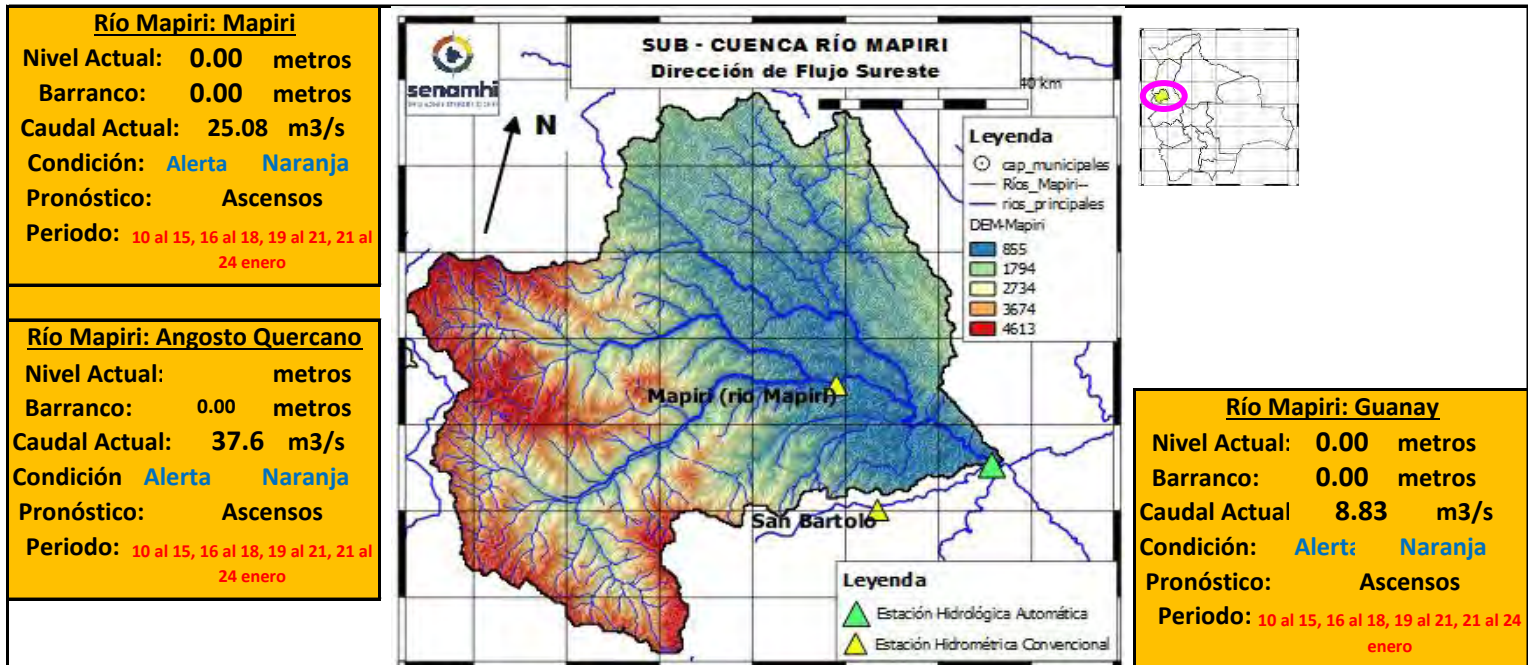 Río Mapiri: Mapiri
Nivel Actual: 0.00 metros
Barranco: 0.00 metros
Caudal Actual: 25.08 m3/s
Condición: Alerta Naranja
Pronóstico: Ascensos
Periodo: 10 al 15, 16 al 18, 19 al 21, 21 al
24 enero
Río Mapiri: Angosto Quercano
Nivel Actual: metros
Barranco: 0.00 metros
Caudal Actual: 37.6 m3/s
Condición Alerta Naranja
Pronóstico: Ascensos
Periodo: 10 al 15, 16 al 18, 19 al 21, 21 al
24 enero
senamhi
SUB - CUENCA RÍO MAPIRI
Dirección de Flujo Sureste
40 km
N
Leyenda
cap_municipales
Ríos_Mapiri--
rios_principales
DEM-Mapiri
855
1794
2734
3674
4613
Mapiri (rio Mapiri)
San Bartolo
Leyenda
Estación Hidrológica Automática
Estación Hidrométrica Convencional
Río Mapiri: Guanay
Nivel Actual: 0.00 metros
Barranco: 0.00 metros
Caudal Actual 8.83 m3/s
Condición: Alerta Naranja
Pronóstico: Ascensos
Periodo: 10 al 15, 16 al 18, 19 al 21, 21 al 24
enero